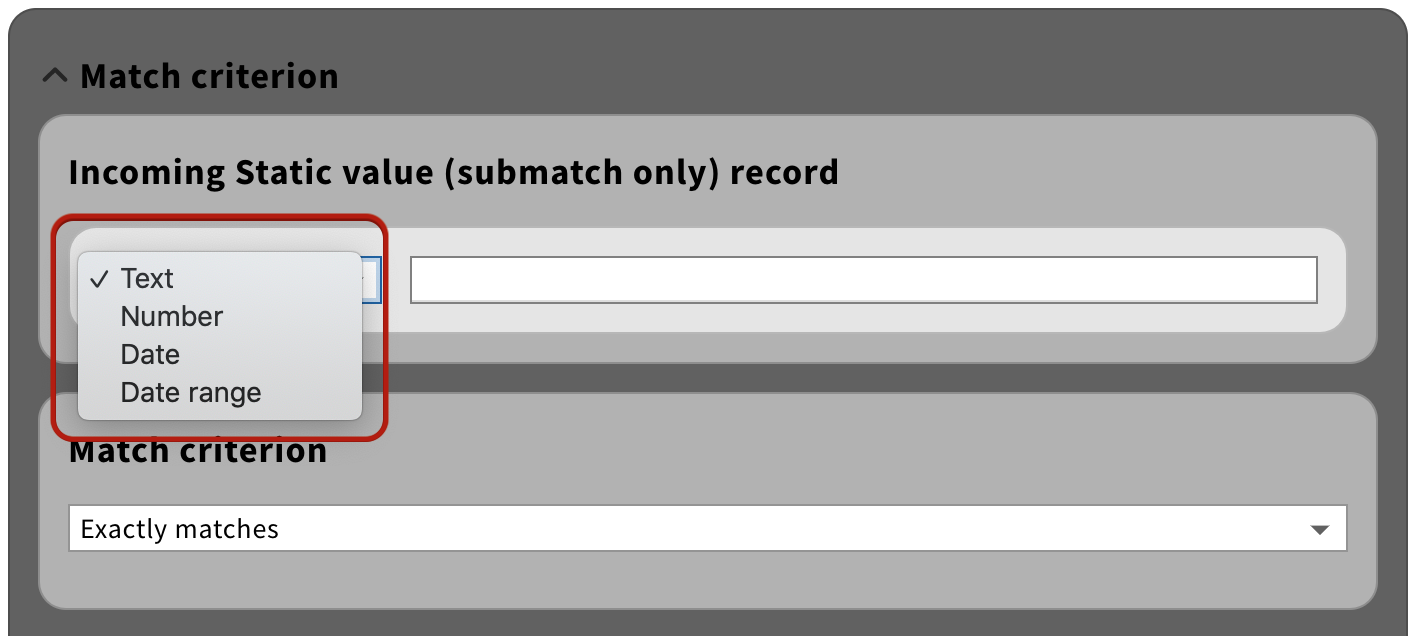 Match criterion
Incoming Static value (submatch only) record
Text
Number
Date
Date range
Match criterion
Exactly matches